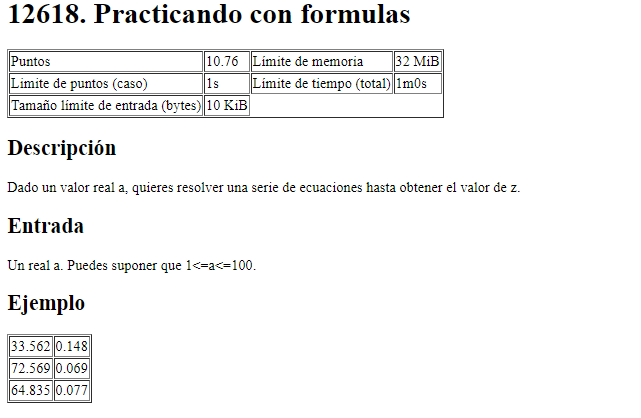 12618. Practicando con formulas
Puntos 10.76 Límite de memoria 32 MiB
Límite de puntos (caso) 1s Límite de tiempo (total) 1m0s
Tamaño límite de entrada (bytes) 10 KiB
Descripción
Dado un valor real a, quieres resolver una serie de ecuaciones hasta obtener el valor de z.
Entrada
Un real a. Puedes suponer que 1<=a<=100.
Ejemplo
33.562 0.148
72.569 0.069
64.835 0.077